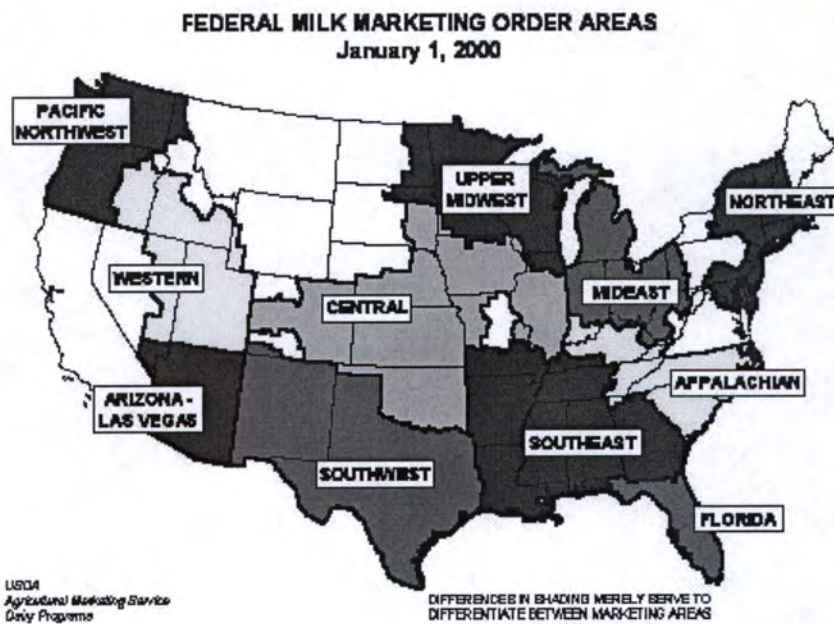 FEDERAL MILK MARKETING ORDER AREAS
January 1, 2000
PACIFIC
NORTHWEST
UPPER
MIDWEST
NORTHEAST
WESTERN
CENTRAL
MIDEAST
APPALACHIAN
ARIZONA -
LAS VEGAS
SOUTHEAST
SOUTHWEST
FLORIDA
USDA
Agricultural Marketing Service
Dairy Programs
DIFFERENCES IN SHADING MERELY SERVE TO
DIFFERENTIATE BETWEEN MARKETING AREAS